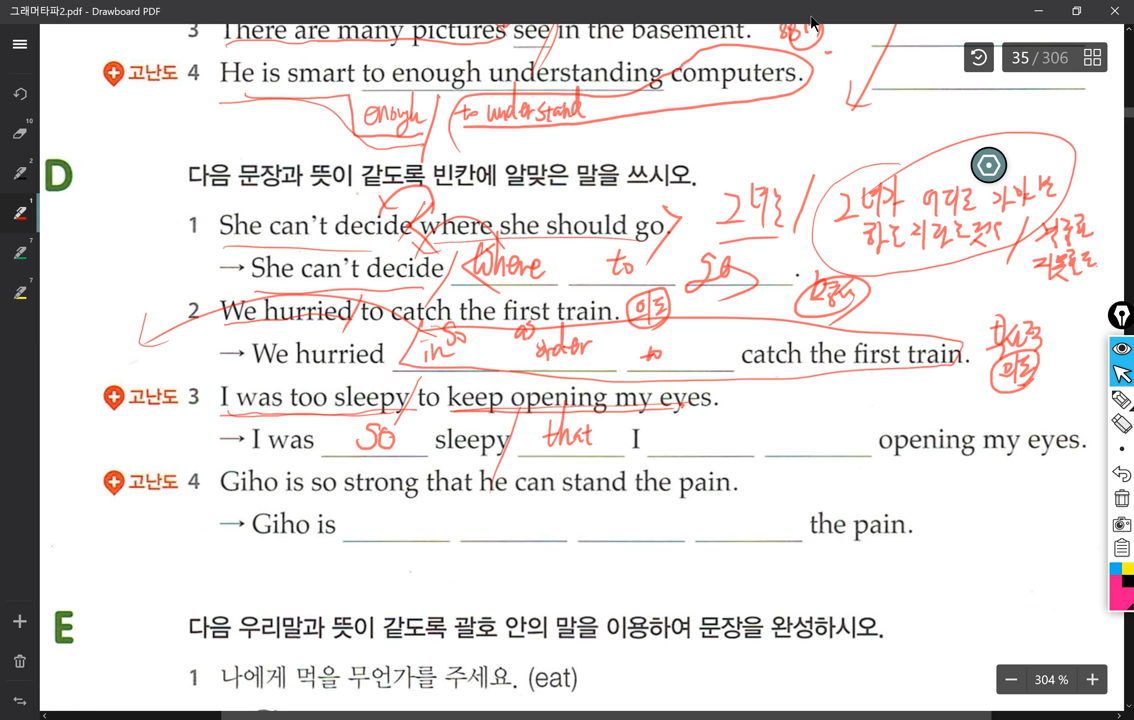 그래머타파2.pdf - Drawboard PDF
3 There are many pictures see in the basement.
35 / 306
고난도 4 He is smart to enough understanding computers.
enough / to understand
D 다음 문장과 뜻이 같도록 빈칸에 알맞은 말을 쓰시오.
그녀는 / 그녀가 어디로 가야
1 She can't decide where she should go.
→ She can't decide where to go .
2 We hurried to catch the first train. 의도
in order to
so as
→ We hurried catch the first train.
의도
고난도 3 I was too sleepy to keep opening my eyes.
→ I was so sleepy that I opening my eyes.
고난도 4 Giho is so strong that he can stand the pain.
→ Giho is the pain.
E 다음 우리말과 뜻이 같도록 괄호 안의 말을 이용하여 문장을 완성하시오.
1 나에게 먹을 무언가를 주세요. (eat)
304 %
10
2
1
7
7